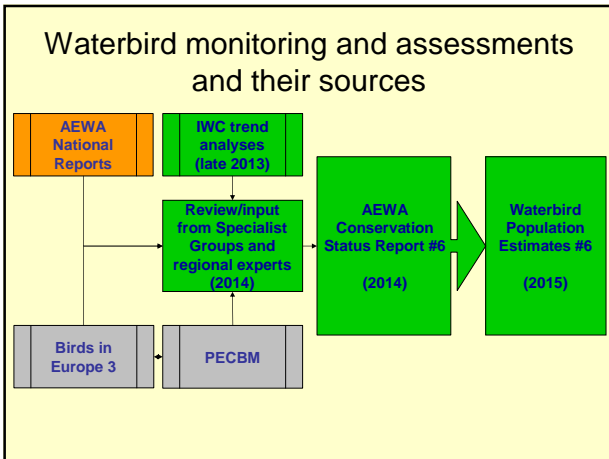 Waterbird monitoring and assessments
and their sources
AEWA
National
Reports
IWC trend
analyses
(late 2013)
Review/input
from Specialist
Groups and
regional experts
(2014)
AEWA
Conservation
Status Report #6
(2014)
Waterbird
Population
Estimates #6
(2015)
Birds in
Europe 3
PECBM